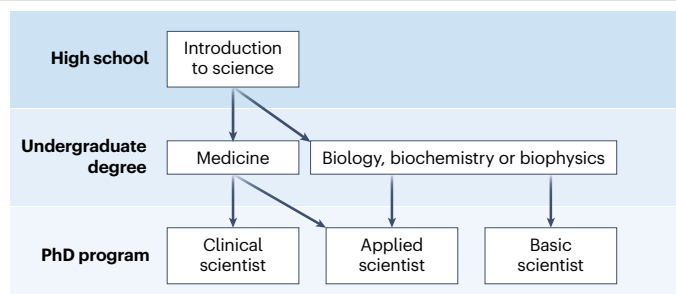 High school
Introduction
to science
Undergraduate
degree
Medicine
Biology, biochemistry or biophysics
PhD program
Clinical
scientist
Applied
scientist
Basic
scientist